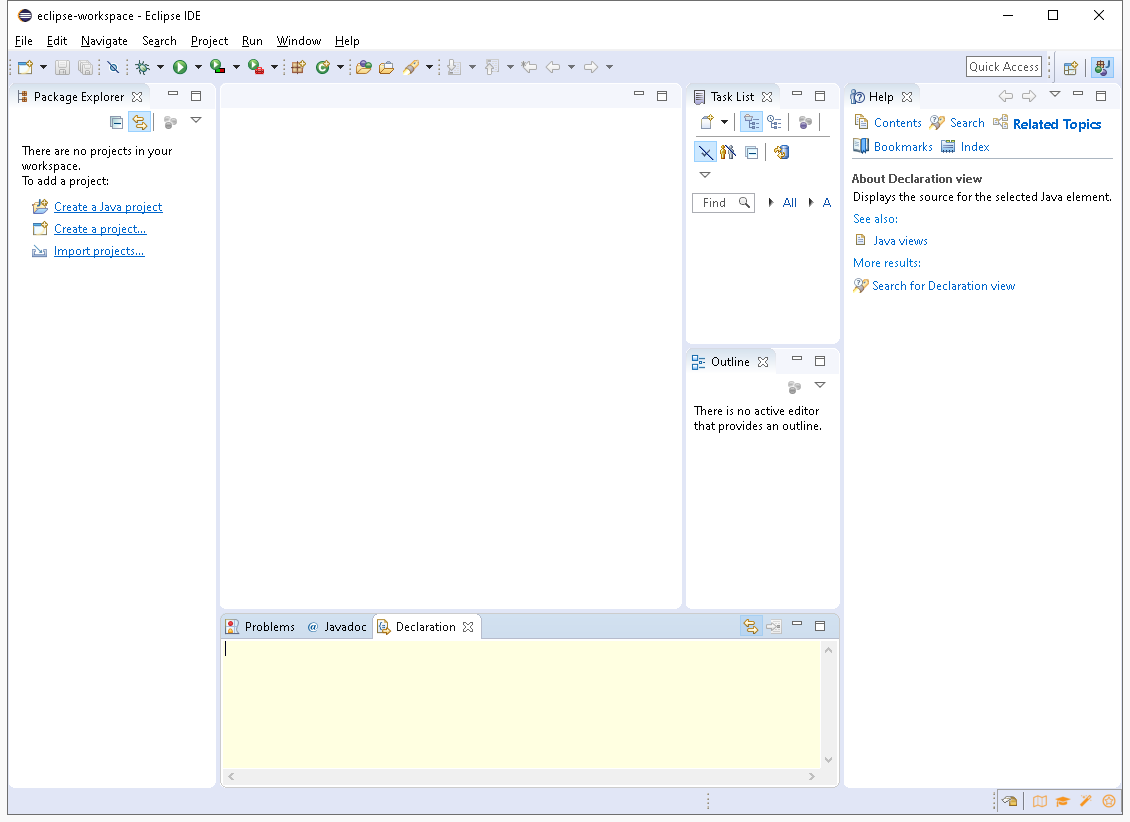 eclipse-workspace - Eclipse IDE
File Edit Navigate Search Project Run Window Help
Quick Access
Package Explorer
There are no projects in your
workspace.
To add a project:
Create a Java project
Create a project...
Import projects...
Task List
Find All A
Outline
There is no active editor
that provides an outline.
Help
Contents Search Related Topics
Bookmarks Index
About Declaration view
Displays the source for the selected Java element.
See also:
Java views
More results:
Search for Declaration view
Problems @ Javadoc Declaration